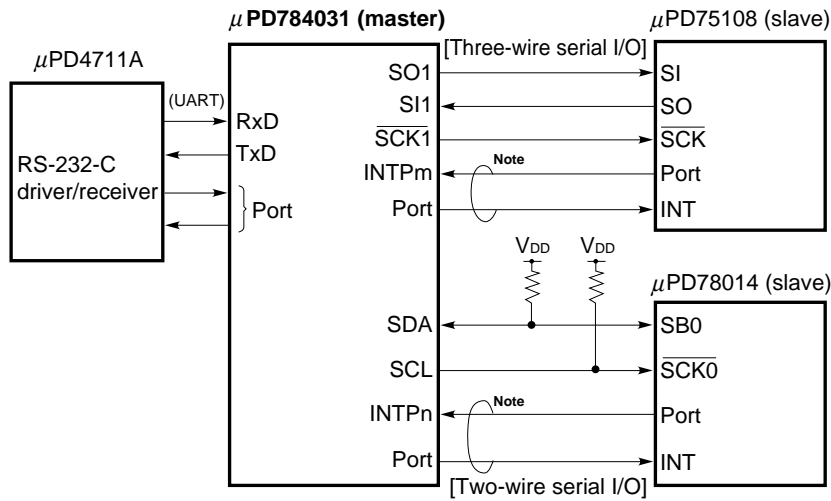 μPD784031 (master)
μPD75108 (slave)
[Three-wire serial I/O]
μPD4711A
(UART)
RS-232-C
driver/receiver
RxD
TxD
Port
SO1
SI1
SCK1
INTPm
Port
Note
SI
SO
SCK
Port
INT
VDD
VDD
μPD78014 (slave)
SDA
SCL
INTPn
Port
Note
SB0
SCK0
Port
INT
[Two-wire serial I/O]